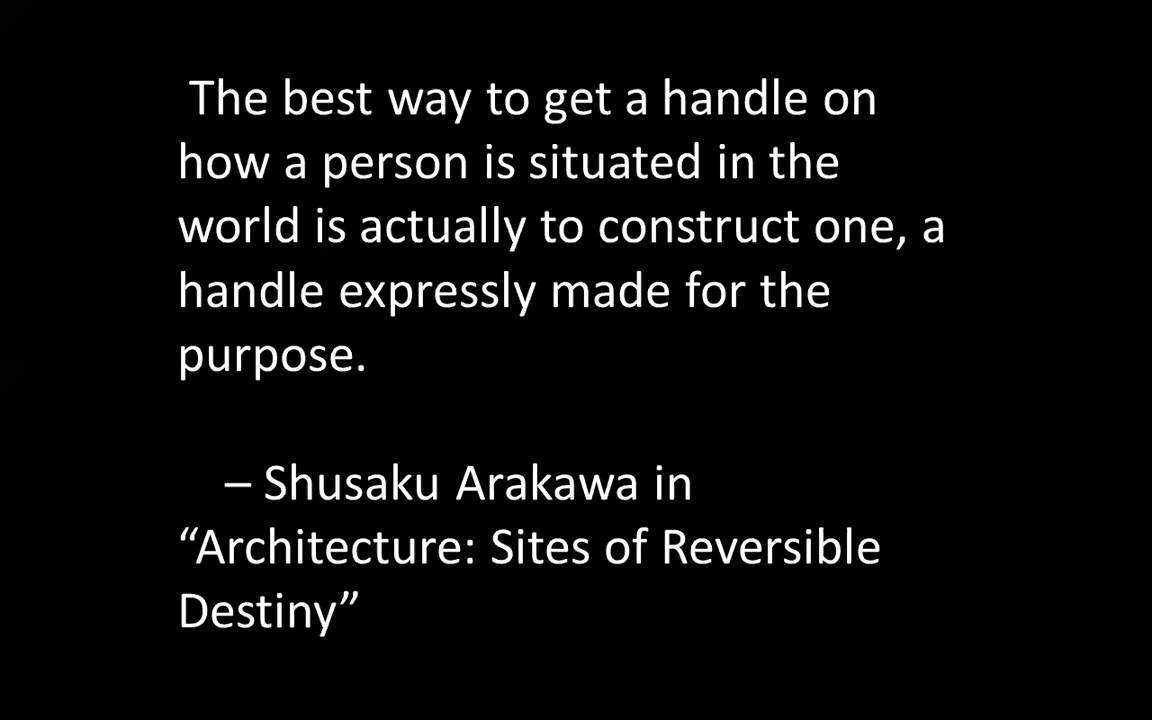 The best way to get a handle on
how a person is situated in the
world is actually to construct one, a
handle expressly made for the
purpose.
– Shusaku Arakawa in
“Architecture: Sites of Reversible
Destiny”